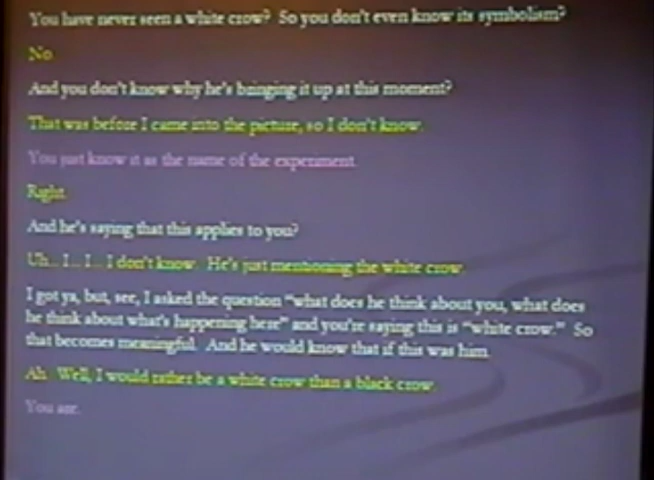 You have never seen a white crow? So you don't even know its symbolism?
No.
And you don't know why he's bringing it up at this moment?
That was before I came into the picture, so I don't know.
You just know it as the name of the experiment.
Right.
And he's saying that this applies to you?
Uh... I... I... I don't know. He's just mentioning the white crow.
I got ya, but, see, I asked the question "what does he think about you, what does
he think about what's happening here" and you're saying this is "white crow." So
that becomes meaningful. And he would know that if this was him.
Ah. Well, I would rather be a white crow than a black crow.
You are.